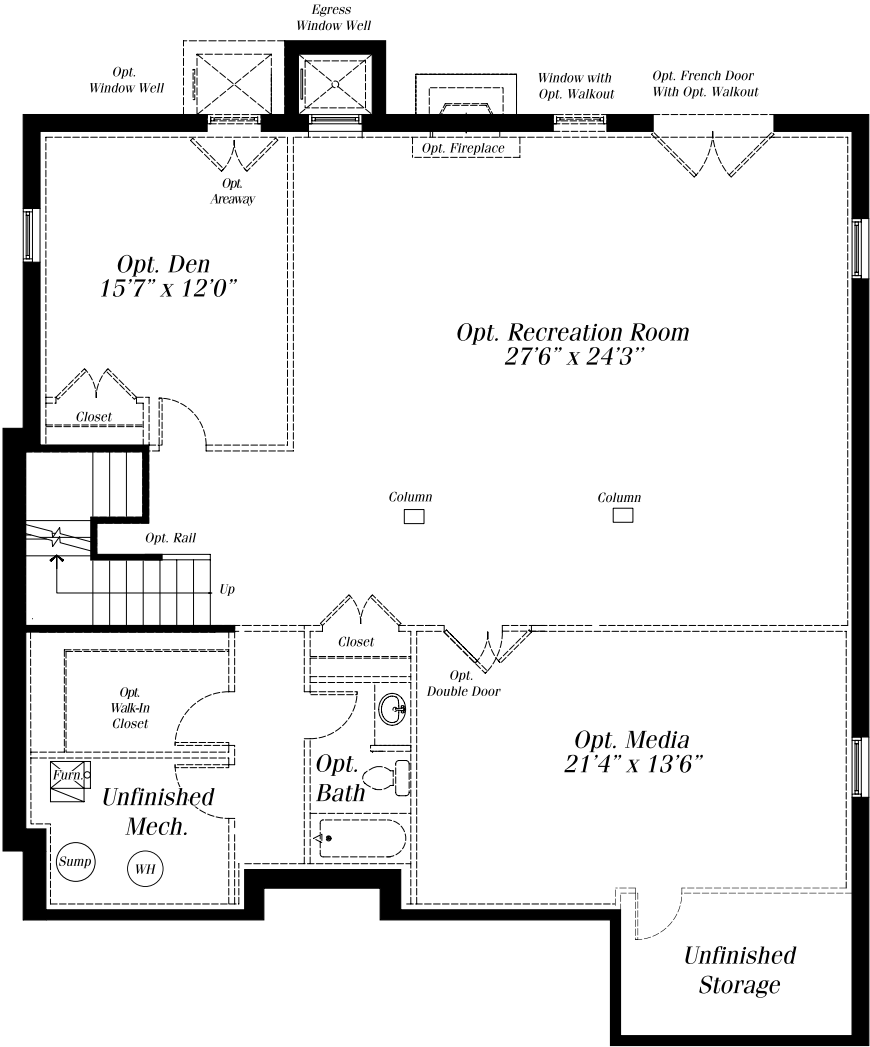 Egress
Window Well
Opt.
Window Well
Window with
Opt. Walkout
Opt. French Door
With Opt. Walkout
Opt. Fireplace
Opt.
Areaway
Opt. Den
15'7" x 12'0"
Opt. Recreation Room
27'6" x 24'3"
Closet
Column
Column
Opt. Rail
Up
Closet
Opt.
Double Door
Opt.
Walk-In
Closet
Opt. Media
21'4" x 13'6"
Opt.
Bath
Furn.
Unfinished
Mech.
Sump
WH
Unfinished
Storage